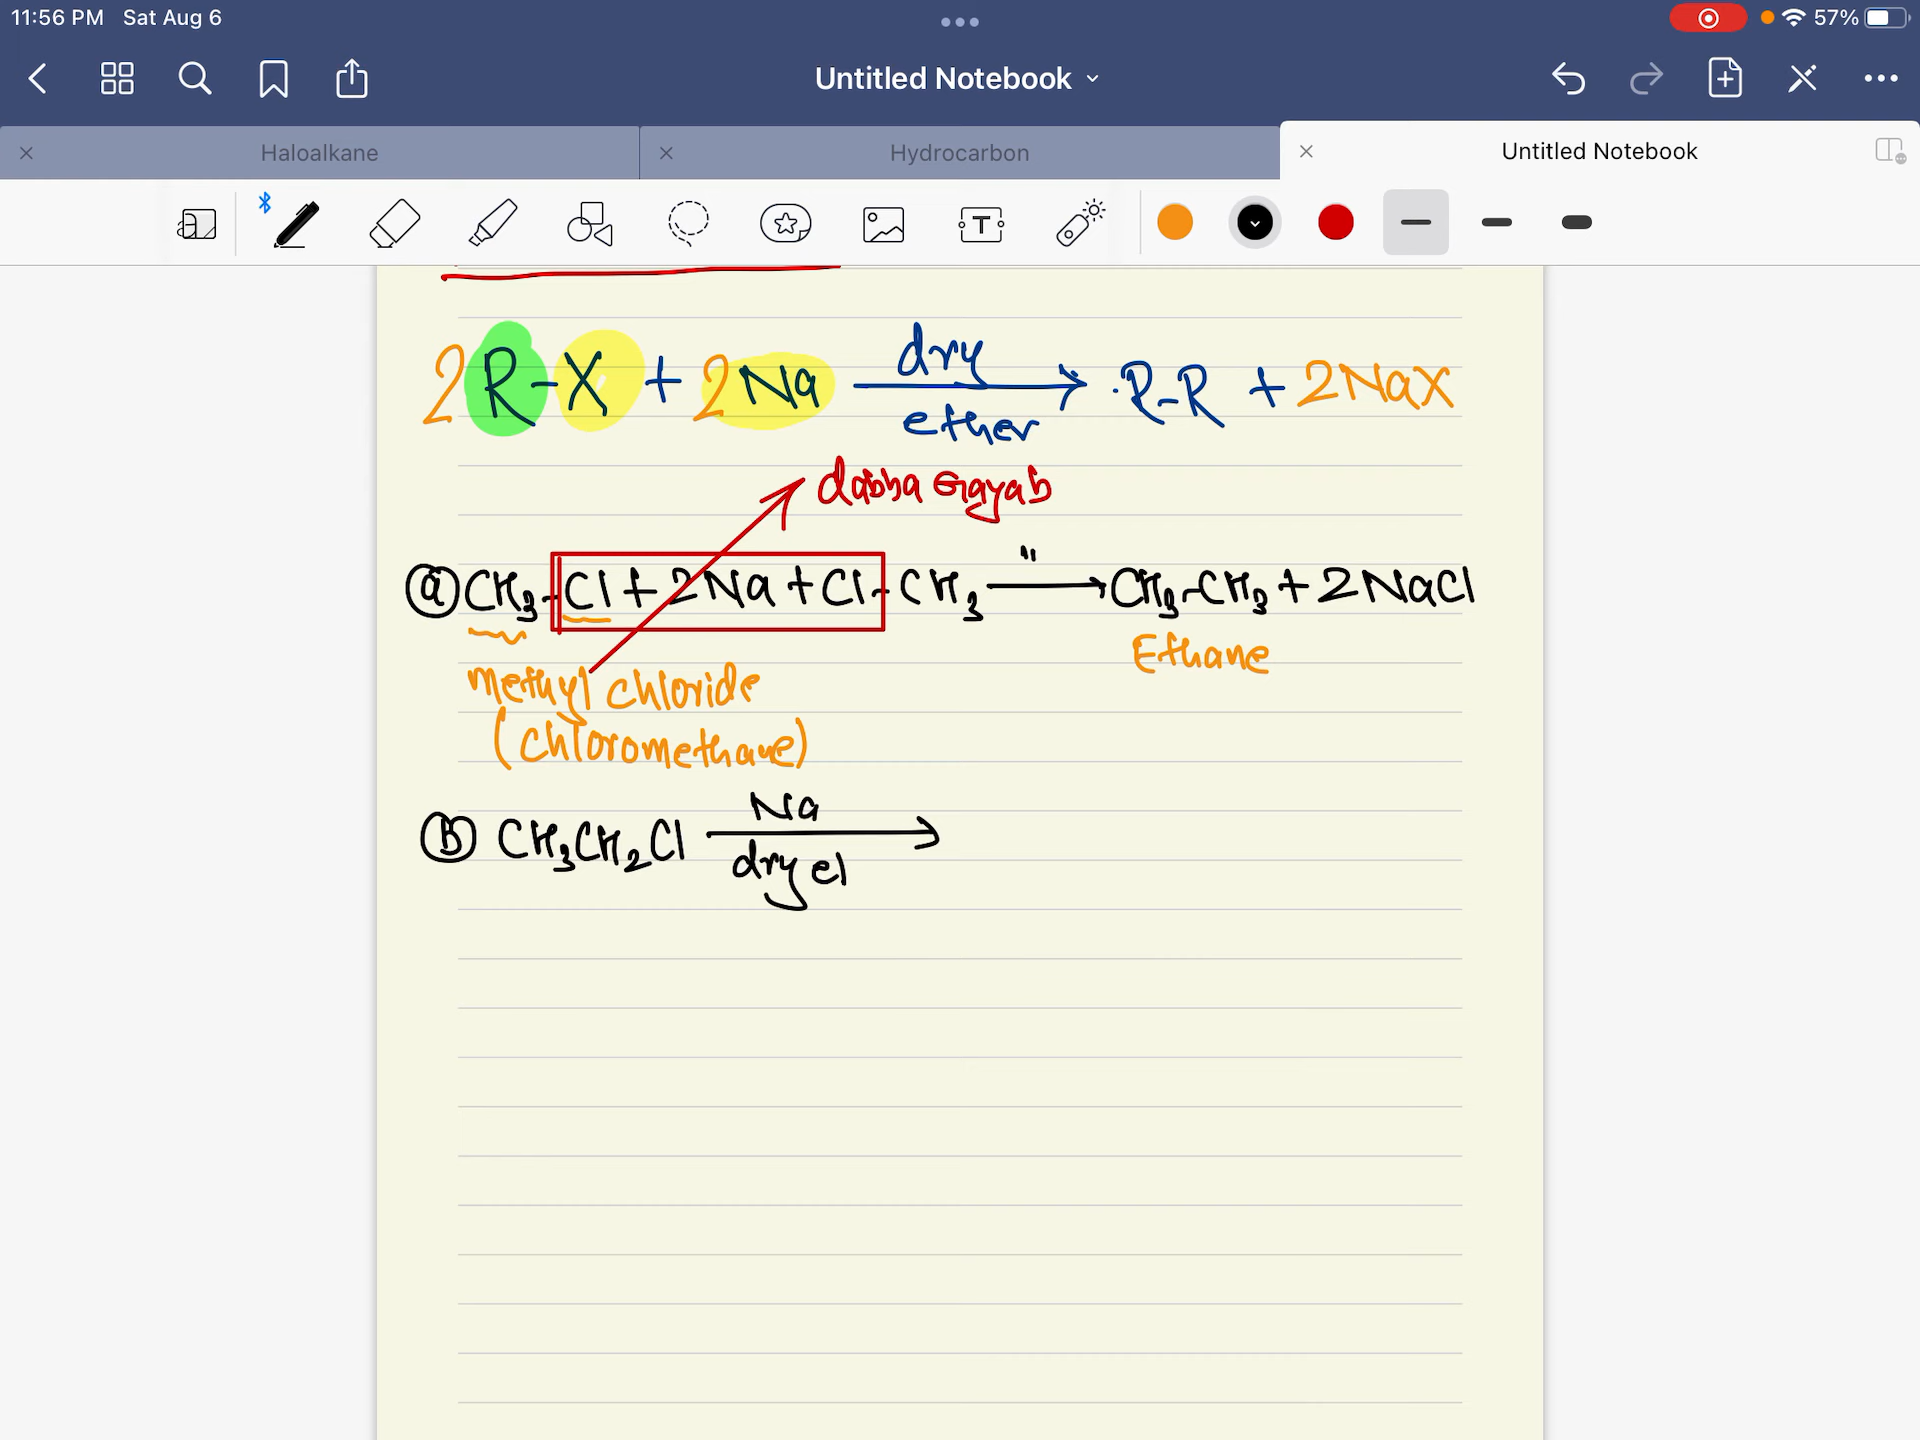 11:56 PM Sat Aug 6
57%
Untitled Notebook
Haloalkane
Hydrocarbon
Untitled Notebook
2R-X + 2Na dry ether → R-R + 2NaX
dabba Gayab
(a) CH3-Cl + 2Na + Cl-CH3 " → CH3-CH3 + 2NaCl
Ethane
methyl chloride
(chloromethane)
(b) CH3CH2Cl Na →
dry